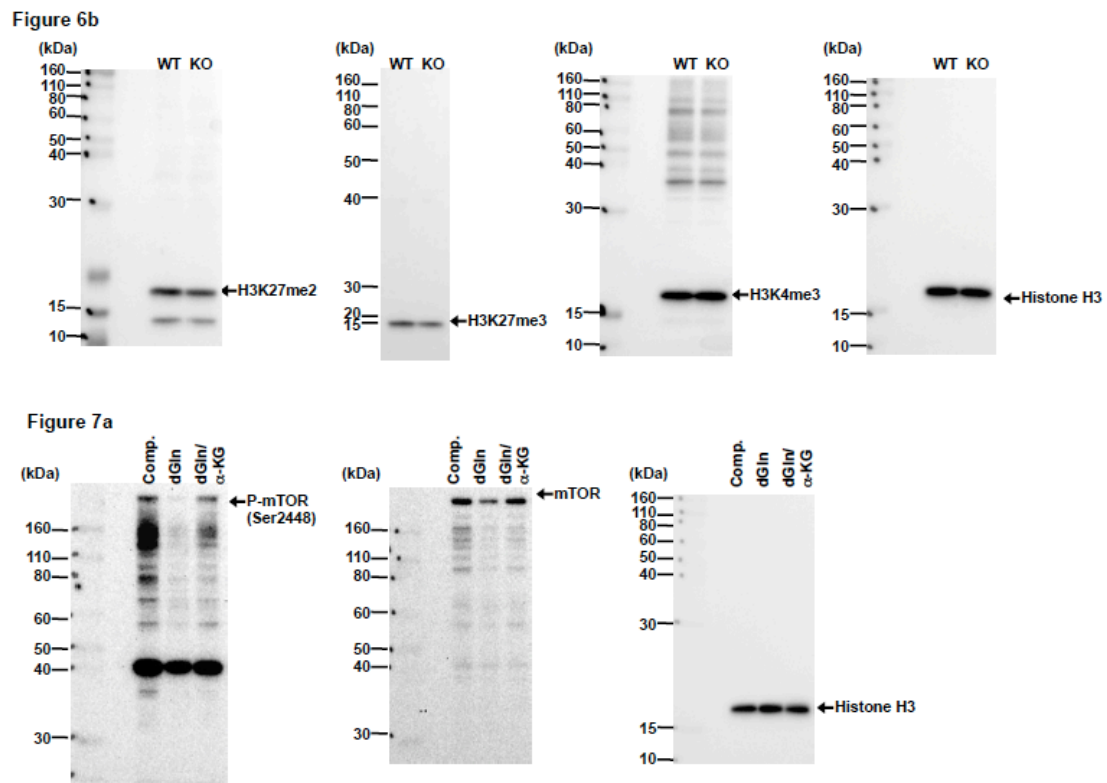 Figure 6b
(kDa)
WT KO
160
110
80
60
50
40
30
15
10
H3K27me2
(kDa)
WT KO
160
110
80
60
50
40
30
20
15
H3K27me3
(kDa)
WT KO
160
110
80
60
50
40
30
15
10
H3K4me3
(kDa)
WT KO
160
110
80
60
50
40
30
15
10
Histone H3
Figure 7a
(kDa)
Comp.
dGln
dGln/
α-KG
160
110
80
60
50
40
30
P-mTOR
(Ser2448)
(kDa)
Comp.
dGln
dGln/
α-KG
160
110
80
60
50
40
30
mTOR
(kDa)
Comp.
dGln
dGln/
α-KG
160
110
80
60
50
40
30
15
10
Histone H3